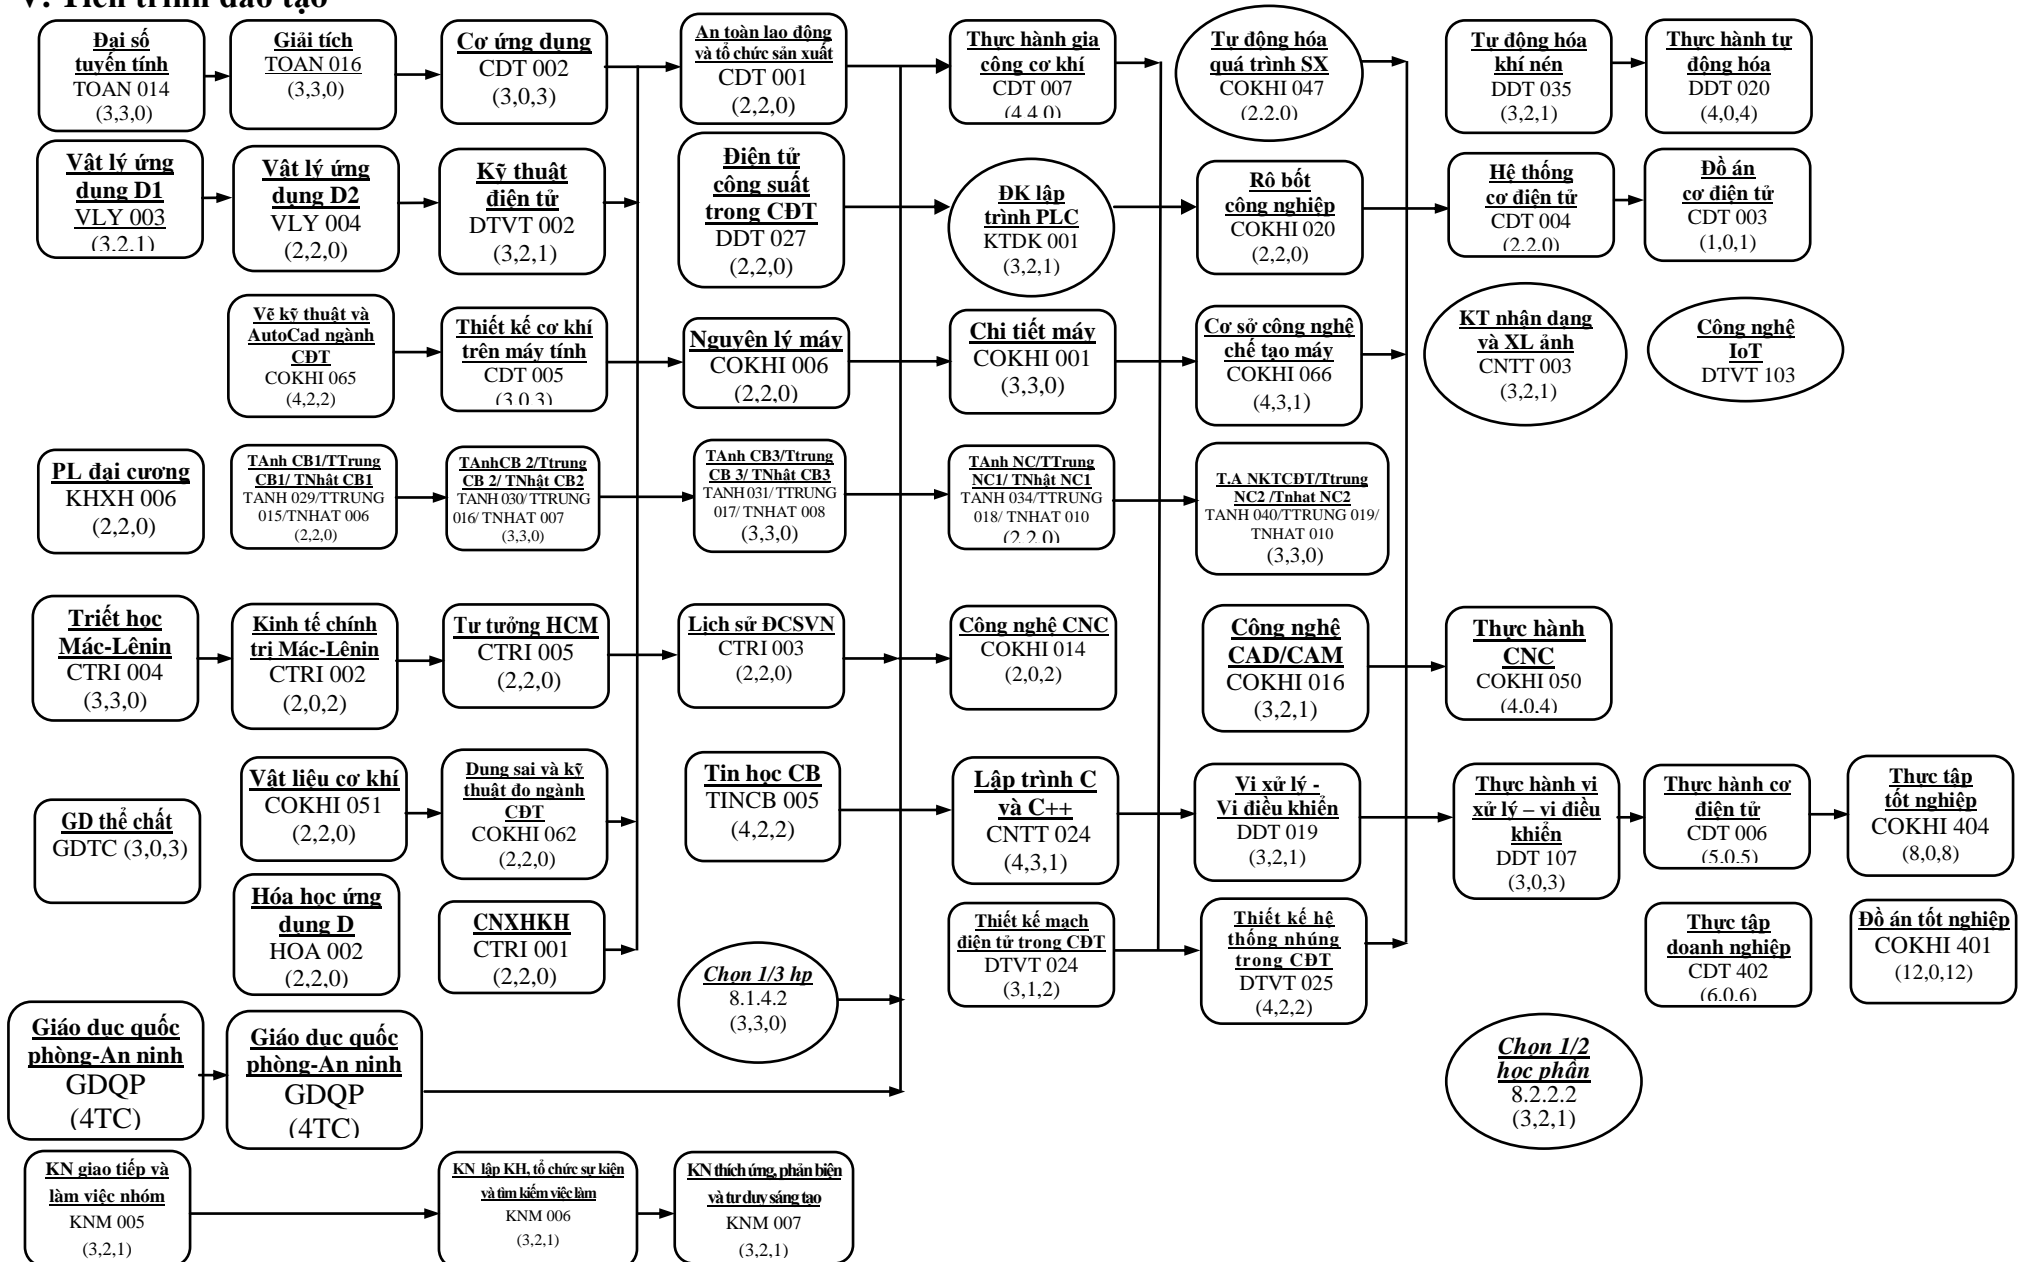 V. Tiến trình đào tạo
Đại số
tuyến tính
TOAN 014
(3,3,0)
Giải tích
TOAN 016
(3,3,0)
Cơ ứng dụng
CDT 002
(3,0,3)
An toàn lao động
và tổ chức sản xuất
CDT 001
(2,2,0)
Thực hành gia
công cơ khí
CDT 007
(4,4,0)
Tự động hóa
quá trình SX
COKHI 047
(2,2,0)
Tự động hóa
khí nén
DDT 035
(3,2,1)
Thực hành tự
động hóa
DDT 020
(4,0,4)
Vật lý ứng
dụng D1
VLY 003
(3,2,1)
Vật lý ứng
dụng D2
VLY 004
(2,2,0)
Kỹ thuật
điện tử
DTVT 002
(3,2,1)
Điện tử
công suất
trong CĐT
DDT 027
(2,2,0)
ĐK lập
trình PLC
KTDK 001
(3,2,1)
Rô bốt
công nghiệp
COKHI 020
(2,2,0)
Hệ thống
cơ điện tử
CDT 004
(2,2,0)
Đồ án
cơ điện tử
CDT 003
(1,0,1)
Vẽ kỹ thuật và
AutoCad ngành
CĐT
COKHI 065
(4,2,2)
Thiết kế cơ khí
trên máy tính
CDT 005
(3,0,3)
Nguyên lý máy
COKHI 006
(2,2,0)
Chi tiết máy
COKHI 001
(3,3,0)
Cơ sở công nghệ
chế tạo máy
COKHI 066
(4,3,1)
KT nhận dạng
và XL ảnh
CNTT 003
(3,2,1)
Công nghệ
IoT
DTVT 103
PL đại cương
KHXH 006
(2,2,0)
TAnh CB1/TTrung
CB1/ TNhật CB1
TANH 029/TTRUNG
015/TNHAT 006
(2,2,0)
TAnhCB 2/Ttrung
CB 2/ TNhật CB2
TANH 030/ TTRUNG
016/ TNHAT 007
(3,3,0)
TAnh CB3/Ttrung
CB 3/ TNhật CB3
TANH 031/ TTRUNG
017/ TNHAT 008
(3,3,0)
TAnh NC/TTrung
NC1/ TNhật NC1
TANH 034/TTRUNG
018/ TNHAT 010
(2,2,0)
T.A NKTCĐT/Ttrung
NC2 /Tnhat NC2
TANH 040/TTRUNG 019/
TNHAT 010
(3,3,0)
Triết học
Mác-Lênin
CTRI 004
(3,3,0)
Kinh tế chính
trị Mác-Lênin
CTRI 002
(2,0,2)
Tư tưởng HCM
CTRI 005
(2,2,0)
Lịch sử ĐCSVN
CTRI 003
(2,2,0)
Công nghệ CNC
COKHI 014
(2,0,2)
Công nghệ
CAD/CAM
COKHI 016
(3,2,1)
Thực hành
CNC
COKHI 050
(4,0,4)
GD thể chất
GDTC (3,0,3)
Vật liệu cơ khí
COKHI 051
(2,2,0)
Dung sai và kỹ
thuật đo ngành
CĐT
COKHI 062
(2,2,0)
Tin học CB
TINCB 005
(4,2,2)
Lập trình C
và C++
CNTT 024
(4,3,1)
Vi xử lý -
Vi điều khiển
DDT 019
(3,2,1)
Thực hành vi
xử lý – vi điều
khiển
DDT 107
(3,0,3)
Thực hành cơ
điện tử
CDT 006
(5,0,5)
Thực tập
tốt nghiệp
COKHI 404
(8,0,8)
Hóa học ứng
dụng D
HOA 002
(2,2,0)
CNXHKH
CTRI 001
(2,2,0)
Chọn 1/3 hp
8.1.4.2
(3,3,0)
Thiết kế mạch
điện tử trong CĐT
DTVT 024
(3,1,2)
Thiết kế hệ
thống nhúng
trong CĐT
DTVT 025
(4,2,2)
Thực tập
doanh nghiệp
CDT 402
(6,0,6)
Đồ án tốt nghiệp
COKHI 401
(12,0,12)
Giáo dục quốc
phòng-An ninh
GDQP
(4TC)
Giáo dục quốc
phòng-An ninh
GDQP
(4TC)
Chọn 1/2
học phần
8.2.2.2
(3,2,1)
KN giao tiếp và
làm việc nhóm
KNM 005
(3,2,1)
KN lập KH, tổ chức sự kiện
và tìm kiếm việc làm
KNM 006
(3,2,1)
KN thích ứng, phản biện
và tư duy sáng tạo
KNM 007
(3,2,1)